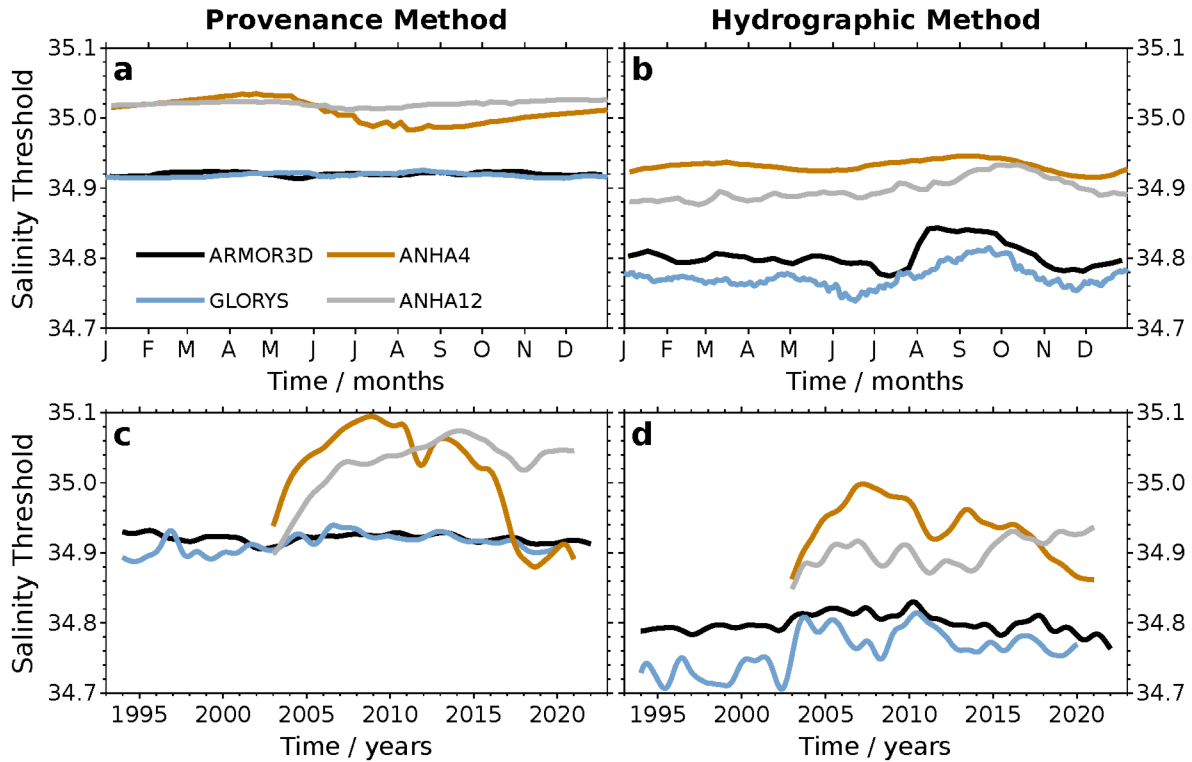 Provenance Method
Hydrographic Method
35.1
35.0
34.9
34.8
34.7
Salinity Threshold
a
ARMOR3D
ANHA4
GLORYS
ANHA12
J F M A M J J A S O N D
Time / months
b
35.1
35.0
34.9
34.8
34.7
J F M A M J J A S O N D
Time / months
35.1
35.0
34.9
34.8
34.7
Salinity Threshold
c
1995 2000 2005 2010 2015 2020
Time / years
d
35.1
35.0
34.9
34.8
34.7
1995 2000 2005 2010 2015 2020
Time / years